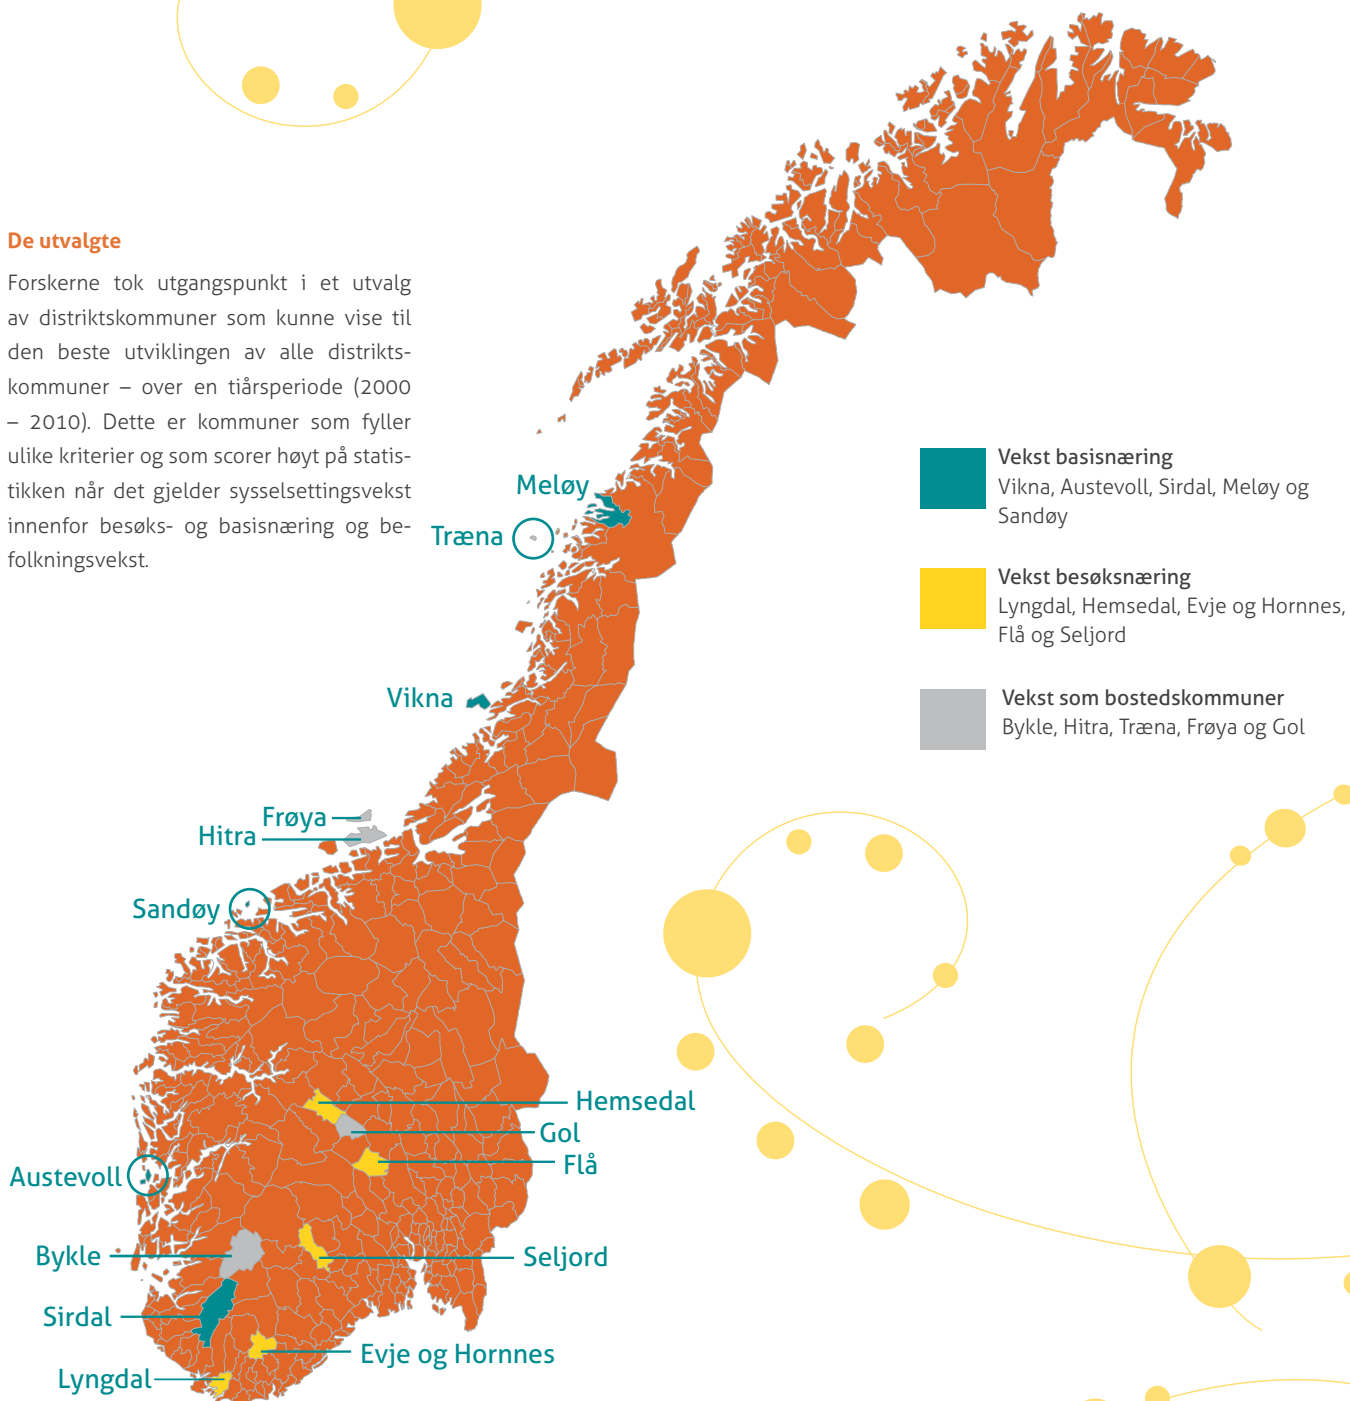 De utvalgte
Forskerne tok utgangspunkt i et utvalg
av distriktskommuner som kunne vise til
den beste utviklingen av alle distrikts-
kommuner – over en tiårsperiode (2000
– 2010). Dette er kommuner som fyller
ulike kriterier og som scorer høyt på statis-
tikken når det gjelder sysselsettingsvekst
innenfor besøks- og basisnæring og be-
folkningsvekst.
Meløy
Træna
Vikna
Frøya
Hitra
Sandøy
Hemsedal
Gol
Flå
Austevoll
Bykle
Seljord
Sirdal
Evje og Hornnes
Lyngdal
Vekst basisnæring
Vikna, Austevoll, Sirdal, Meløy og
Sandøy
Vekst besøksnæring
Lyngdal, Hemsedal, Evje og Hornnes,
Flå og Seljord
Vekst som bostedskommuner
Bykle, Hitra, Træna, Frøya og Gol